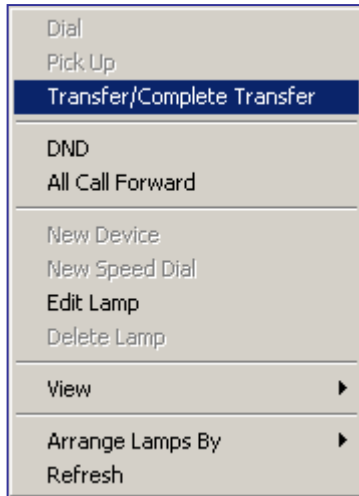 Dial
Pick Up
Transfer/Complete Transfer
DND
All Call Forward
New Device
New Speed Dial
Edit Lamp
Delete Lamp
View
Arrange Lamps By
Refresh